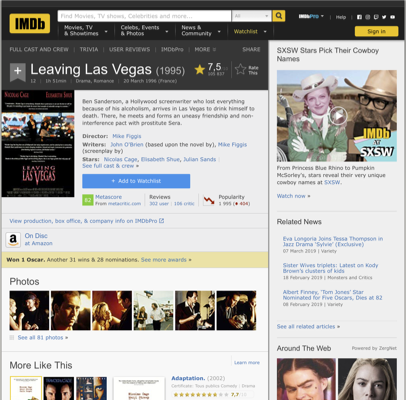 IMDb
Find Movies, TV shows, Celebrities and more...
All
Movies, TV & Showtimes
Celebs, Events & Photos
News & Community
Watchlist
IMDbPro
Help
Sign in
FULL CAST AND CREW | TRIVIA | USER REVIEWS | IMDbPro | MORE
SHARE
Leaving Las Vegas (1995)
12 | 1h 51min | Drama, Romance | 20 March 1996 (France)
7,5
Rate This
NICOLAS CAGE ELISABETH SHUE
LEAVING LAS VEGAS
Ben Sanderson, a Hollywood screenwriter who lost everything
because of his alcoholism, arrives in Las Vegas to drink himself to
death. There, he meets and forms an uneasy friendship and non-
interference pact with prostitute Sera.
Director: Mike Figgis
Writers: John O'Brien (based upon the novel by), Mike Figgis
(screenplay by)
Stars: Nicolas Cage, Elisabeth Shue, Julian Sands |
See full cast & crew »
+ Add to Watchlist
82
Metascore
From metacritic.com
Reviews
302 user | 106 critic
Popularity
1 995
View production, box office, & company info on IMDbPro
a
On Disc
at Amazon
Won 1 Oscar. Another 31 wins & 28 nominations. See more awards »
Photos
See all 81 photos »
More Like This
Learn more
Adaptation. (2002)
Certificate: Tous publics Comedy | Drama
7,7
SXSW Stars Pick Their Cowboy
Names
IMDb
AT
SXSW
From Princess Blue Rhino to Pumpkin
McSorley's, stars reveal their very unique
cowboy names at SXSW.
Watch now »
Related News
Eva Longoria Joins Tessa Thompson in
Jazz Drama 'Sylvie' (Exclusive)
07 March 2019 | Variety
Sister Wives triplets: Latest on Kody
Brown's clusters of kids
Albert Finney, 'Tom Jones' Star
Nominated for Five Oscars, Dies at 82
08 February 2019 | Variety
See all related articles »
Around The Web
Powered by ZergNet